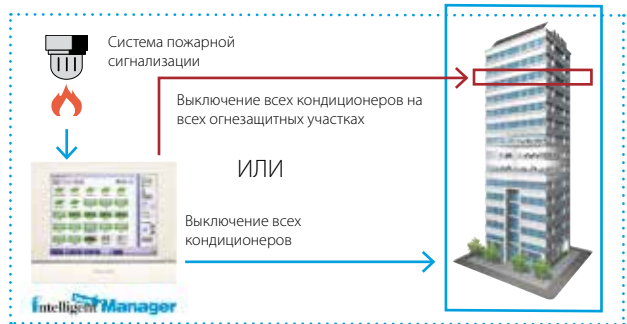 Система пожарной
сигнализации
Выключение всех кондиционеров на
всех огнезащитных участках
ИЛИ
Выключение всех
кондиционеров
intelligent Manager